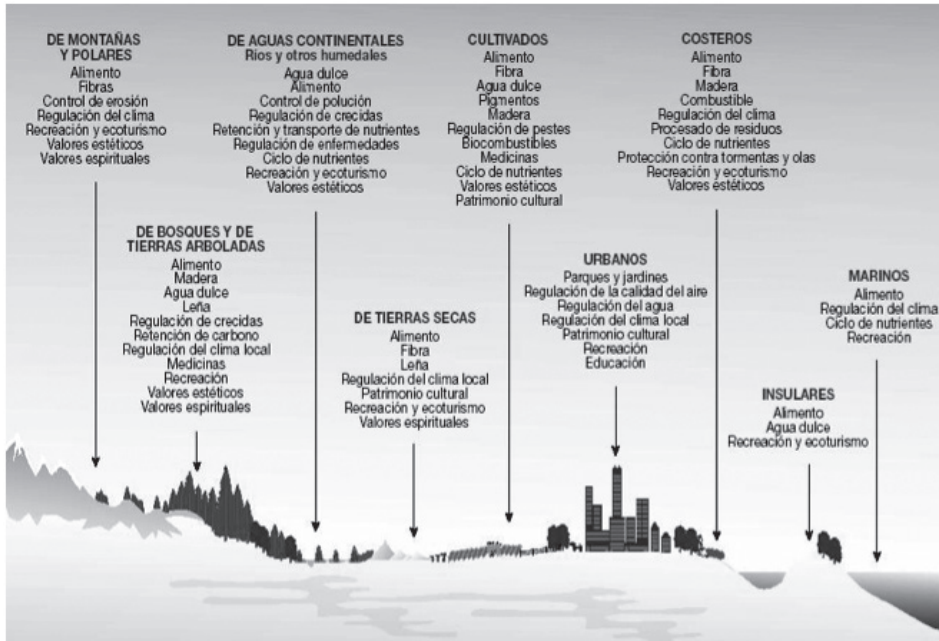 DE MONTAÑAS
Y POLARES
Alimento
Fibras
Control de erosión
Regulación del clima
Recreación y ecoturismo
Valores estéticos
Valores espirituales
DE BOSQUES Y DE
TIERRAS ARBOLADAS
Alimento
Madera
Agua dulce
Leña
Regulación de crecidas
Retención de carbono
Regulación del clima local
Medicinas
Recreación
Valores estéticos
Valores espirituales
DE AGUAS CONTINENTALES
Ríos y otros humedales
Agua dulce
Alimento
Control de polución
Regulación de crecidas
Retención y transporte de nutrientes
Regulación de enfermedades
Ciclo de nutrientes
Recreación y ecoturismo
Valores estéticos
DE TIERRAS SECAS
Alimento
Fibra
Leña
Regulación del clima local
Patrimonio cultural
Recreación y ecoturismo
Valores espirituales
CULTIVADOS
Alimento
Fibra
Agua dulce
Pigmentos
Madera
Regulación de pestes
Biocombustibles
Medicinas
Ciclo de nutrientes
Valores estéticos
Patrimonio cultural
URBANOS
Parques y jardines
Regulación de la calidad del aire
Regulación del agua
Regulación del clima local
Patrimonio cultural
Recreación
Educación
COSTEROS
Alimento
Fibra
Madera
Combustible
Regulación del clima
Procesado de residuos
Ciclo de nutrientes
Protección contra tormentas y olas
Recreación y ecoturismo
Valores estéticos
INSULARES
Alimento
Agua dulce
Recreación y ecoturismo
MARINOS
Alimento
Regulación del clima
Ciclo de nutrientes
Recreación